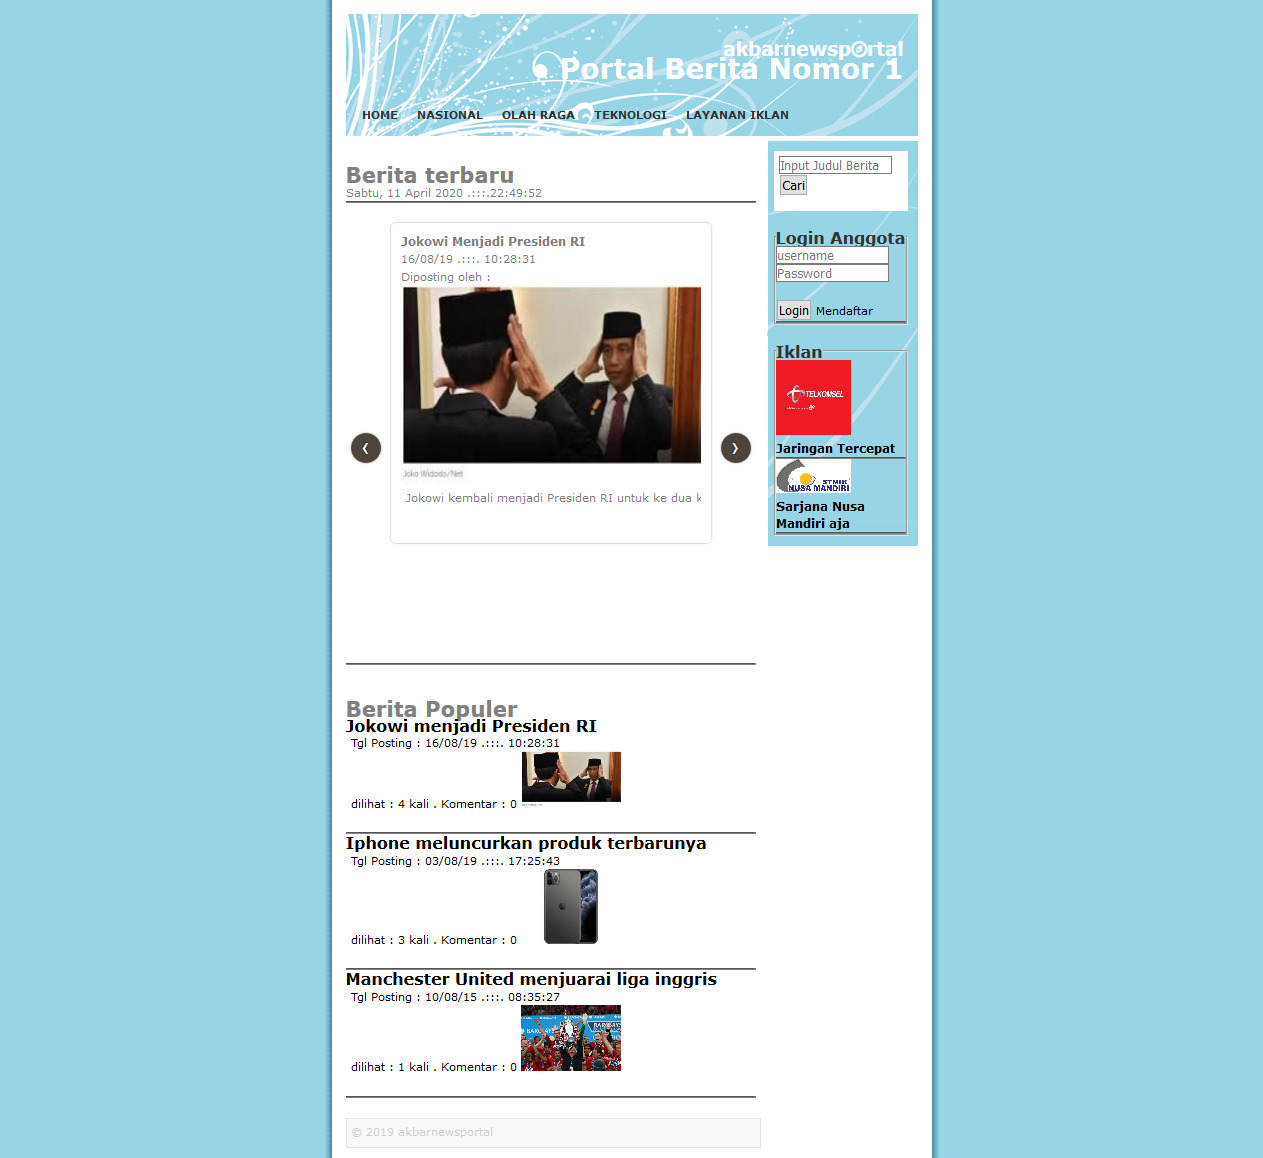 akbarnewsportal
Portal Berita Nomor 1
HOME NASIONAL OLAH RAGA TEKNOLOGI LAYANAN IKLAN
Berita terbaru
Sabtu, 11 April 2020 .:::.22:49:52
Jokowi Menjadi Presiden RI
16/08/19 .:::. 10:28:31
Diposting oleh :
Joko Widodo/Net
‹ ›
Jokowi kembali menjadi Presiden RI untuk ke dua k
Input Judul Berita
Cari
Login Anggota
username
Password
Login Mendaftar
Iklan
TELKOMSEL
Jaringan Tercepat
STMIK
NUSA MANDIRI
Sarjana Nusa
Mandiri aja
Berita Populer
Jokowi menjadi Presiden RI
Tgl Posting : 16/08/19 .:::. 10:28:31
dilihat : 4 kali . Komentar : 0
Iphone meluncurkan produk terbarunya
Tgl Posting : 03/08/19 .:::. 17:25:43
dilihat : 3 kali . Komentar : 0
Manchester United menjuarai liga inggris
Tgl Posting : 10/08/15 .:::. 08:35:27
dilihat : 1 kali . Komentar : 0
© 2019 akbarnewsportal